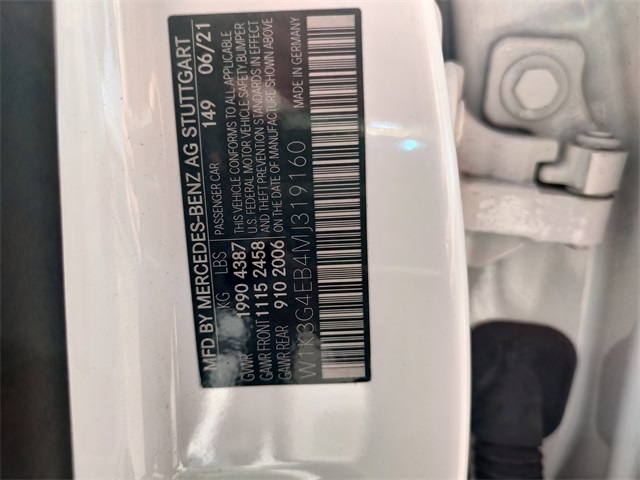 MFD BY MERCEDES-BENZ AG STUTTGART
149 06/21
KG LBS PASSENGER CAR
GVWR 1990 4387 THIS VEHICLE CONFORMS TO ALL APPLICABLE
U.S. FEDERAL MOTOR VEHICLE SAFETY, BUMPER
GAWR FRONT 1115 2458 AND THEFT PREVENTION STANDARDS IN EFFECT
GAWR REAR 910 2006 ON THE DATE OF MANUFACTURE SHOWN ABOVE
MADE IN GERMANY
W1K3G4EB4MJ319160